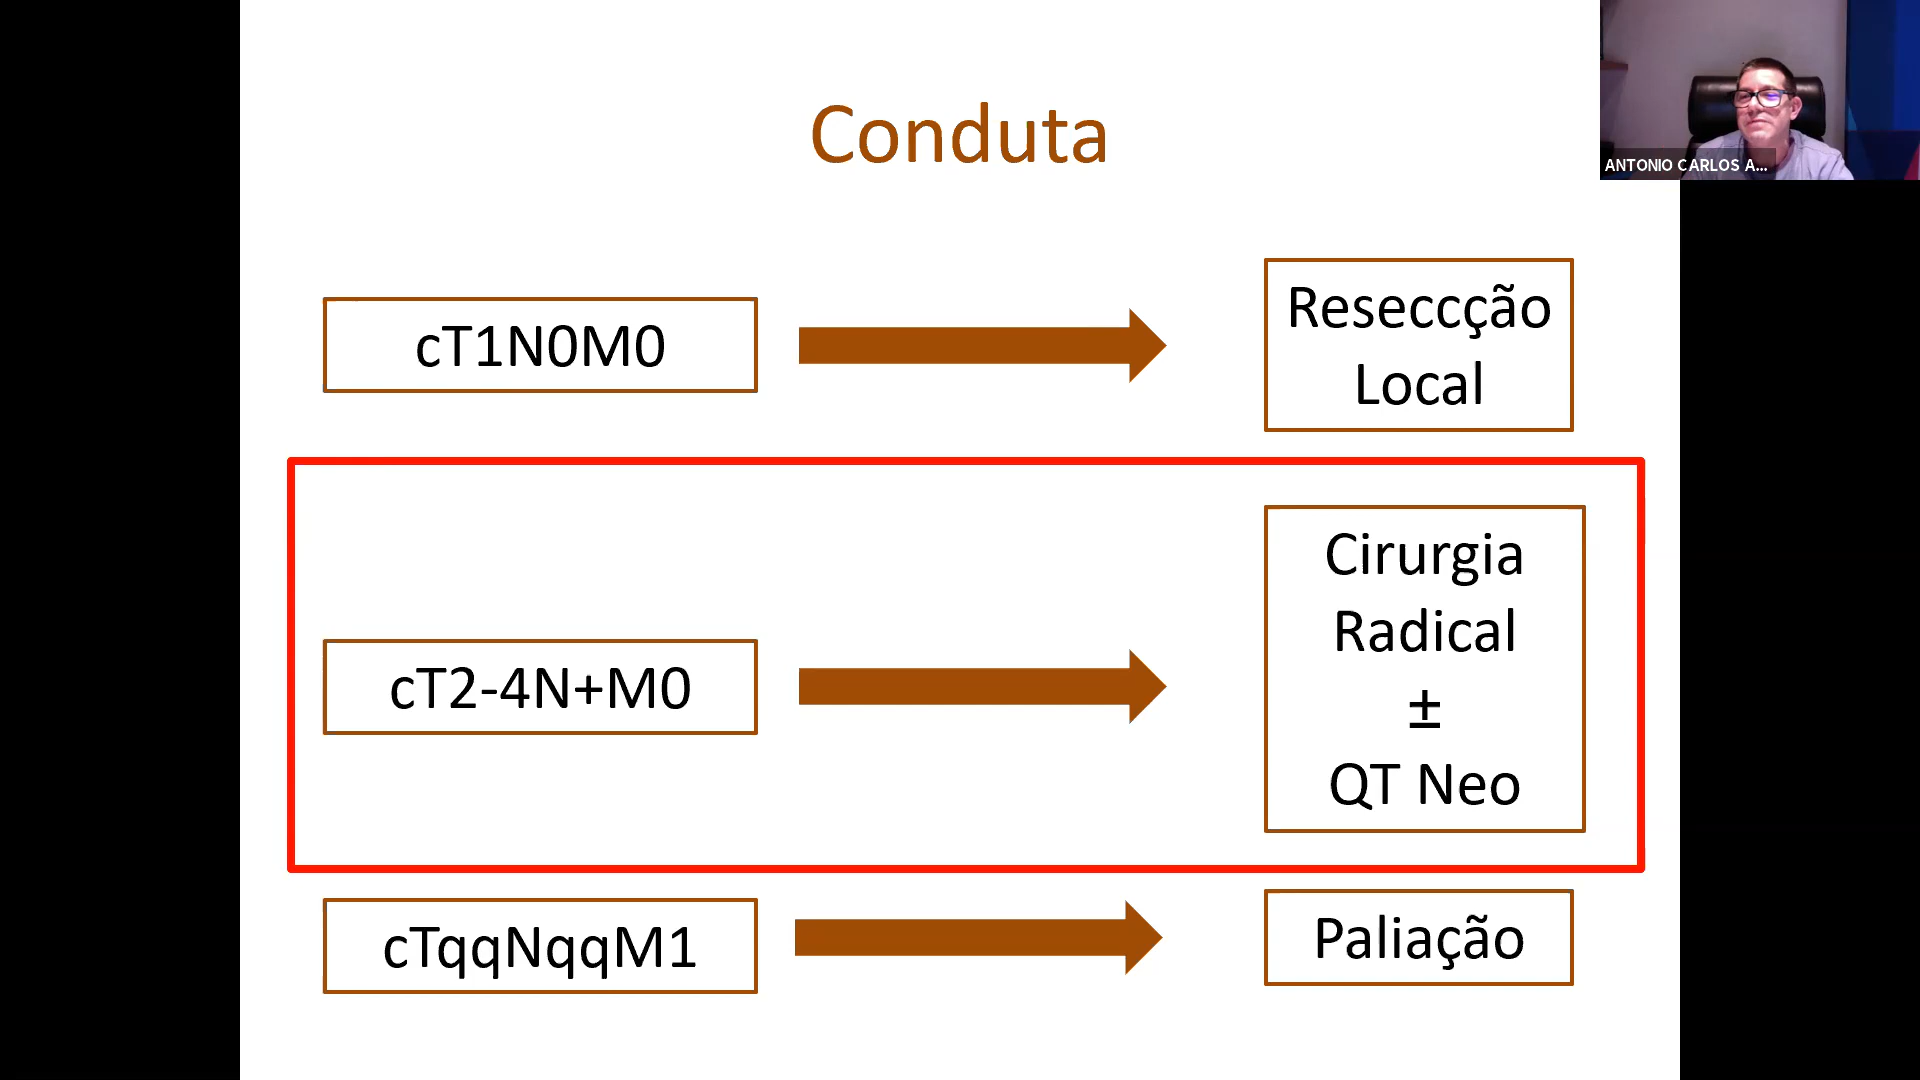 Conduta
ANTONIO CARLOS A...
cT1N0M0
Reseccção
Local
cT2-4N+M0
Cirurgia
Radical
±
QT Neo
cTqqNqqM1
Paliação